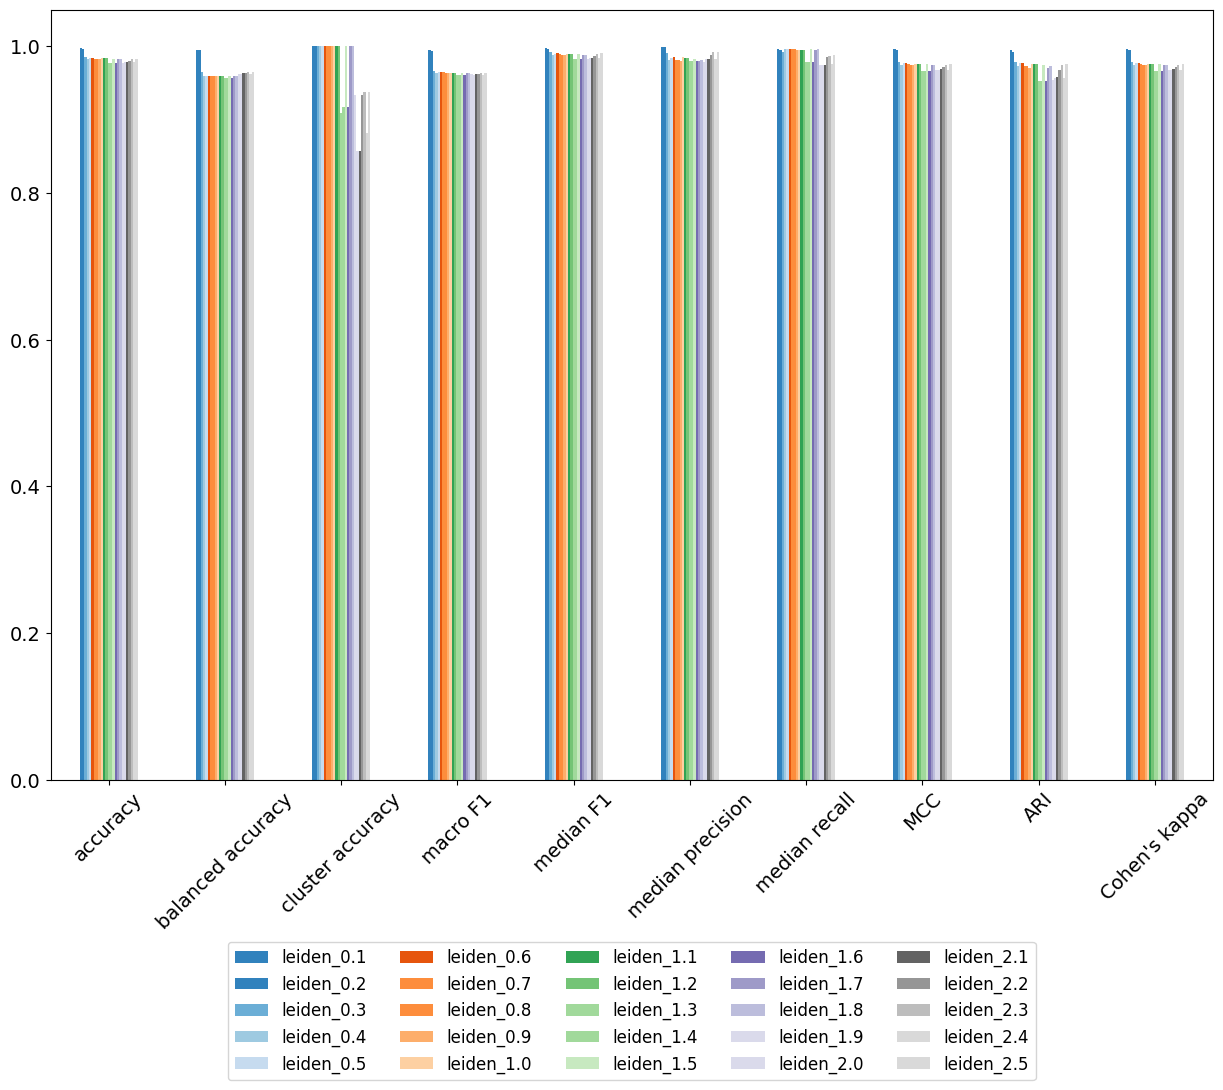 1.0
0.8
0.6
0.4
0.2
0.0
accuracy
balanced accuracy
cluster accuracy
macro F1
median F1
median precision
median recall
MCC
ARI
Cohen's kappa
leiden_0.1 leiden_0.6 leiden_1.1 leiden_1.6 leiden_2.1
leiden_0.2 leiden_0.7 leiden_1.2 leiden_1.7 leiden_2.2
leiden_0.3 leiden_0.8 leiden_1.3 leiden_1.8 leiden_2.3
leiden_0.4 leiden_0.9 leiden_1.4 leiden_1.9 leiden_2.4
leiden_0.5 leiden_1.0 leiden_1.5 leiden_2.0 leiden_2.5